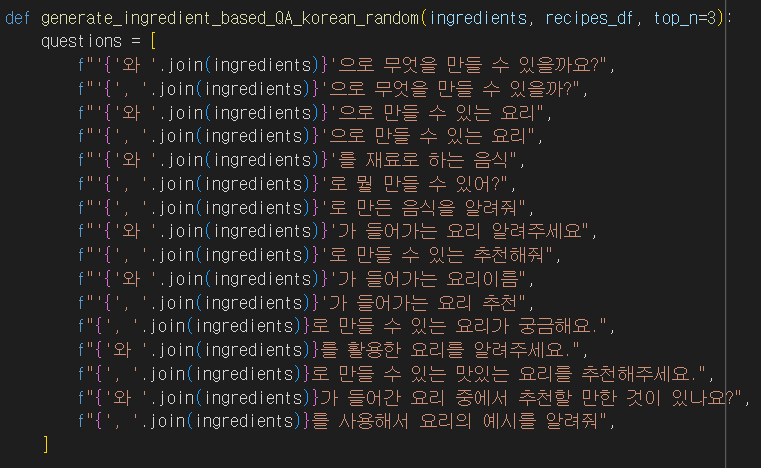 def generate_ingredient_based_QA_korean_random(ingredients, recipes_df, top_n=3):
    questions = [
        f"'{'와 '.join(ingredients)}'으로 무엇을 만들 수 있을까요?",
        f"'{', '.join(ingredients)}'으로 무엇을 만들 수 있을까?",
        f"'{'와 '.join(ingredients)}'으로 만들 수 있는 요리",
        f"'{', '.join(ingredients)}'으로 만들 수 있는 요리",
        f"'{'와 '.join(ingredients)}'를 재료로 하는 음식",
        f"'{', '.join(ingredients)}'로 뭘 만들 수 있어?",
        f"'{', '.join(ingredients)}'로 만든 음식을 알려줘",
        f"'{'와 '.join(ingredients)}'가 들어가는 요리 알려주세요",
        f"'{', '.join(ingredients)}'로 만들 수 있는 추천해줘",
        f"'{'와 '.join(ingredients)}'가 들어가는 요리이름",
        f"'{', '.join(ingredients)}'가 들어가는 요리 추천",
        f"{', '.join(ingredients)}로 만들 수 있는 요리가 궁금해요.",
        f"{'와 '.join(ingredients)}를 활용한 요리를 알려주세요.",
        f"{', '.join(ingredients)}로 만들 수 있는 맛있는 요리를 추천해주세요.",
        f"{'와 '.join(ingredients)}가 들어간 요리 중에서 추천할 만한 것이 있나요?",
        f"{', '.join(ingredients)}를 사용해서 요리의 예시를 알려줘",
    ]